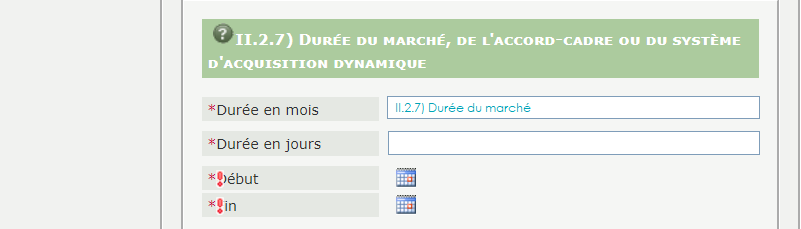 II.2.7) DURÉE DU MARCHÉ, DE L'ACCORD-CADRE OU DU SYSTÈME
D'ACQUISITION DYNAMIQUE
*Durée en mois II.2.7) Durée du marché
*Durée en jours
*Début
*in